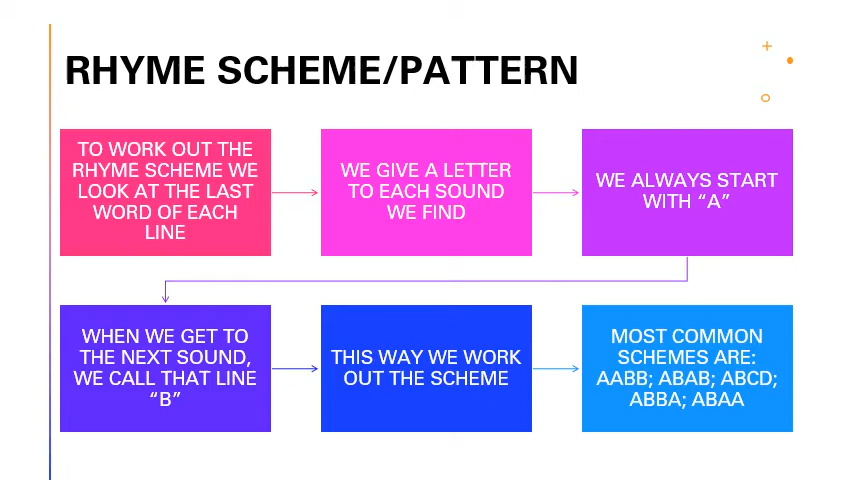 RHYME SCHEME/PATTERN
TO WORK OUT THE
RHYME SCHEME WE
LOOK AT THE LAST
WORD OF EACH
LINE
WE GIVE A LETTER
TO EACH SOUND
WE FIND
WE ALWAYS START
WITH “A”
WHEN WE GET TO
THE NEXT SOUND,
WE CALL THAT LINE
“B”
THIS WAY WE WORK
OUT THE SCHEME
MOST COMMON
SCHEMES ARE:
AABB; ABAB; ABCD;
ABBA; ABAA